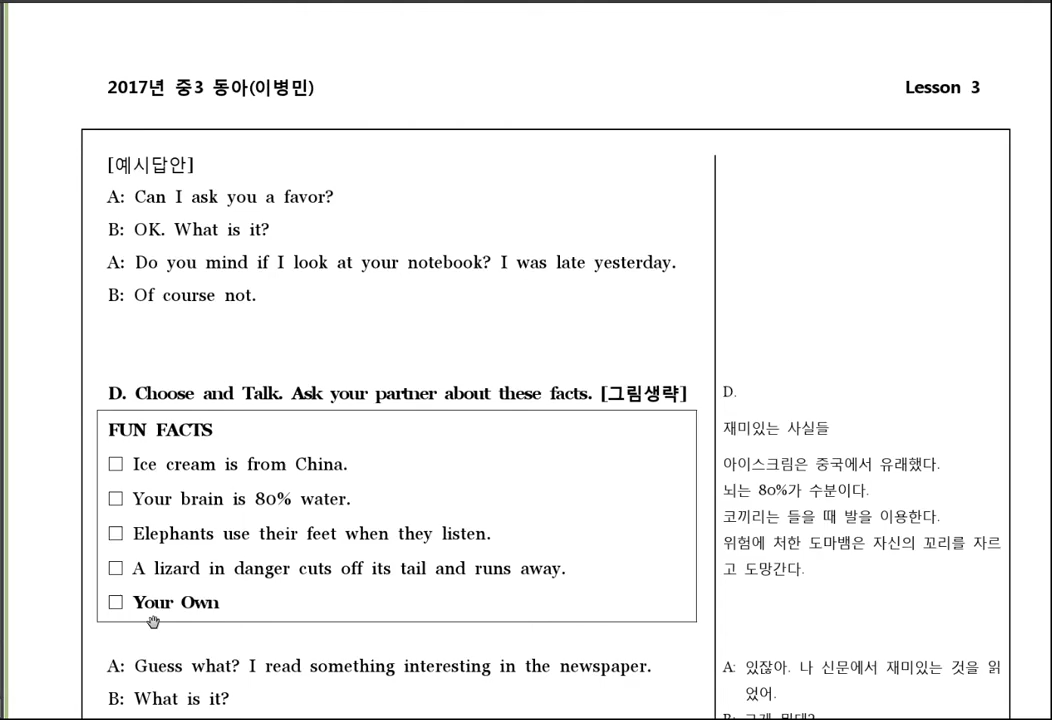 2017년 중3 동아(이병민)
Lesson 3
[예시답안]
A: Can I ask you a favor?
B: OK. What is it?
A: Do you mind if I look at your notebook? I was late yesterday.
B: Of course not.
D. Choose and Talk. Ask your partner about these facts. [그림생략]
FUN FACTS
□ Ice cream is from China.
□ Your brain is 80% water.
□ Elephants use their feet when they listen.
□ A lizard in danger cuts off its tail and runs away.
□ Your Own
A: Guess what? I read something interesting in the newspaper.
B: What is it?
D.
재미있는 사실들
아이스크림은 중국에서 유래했다.
뇌는 80%가 수분이다.
코끼리는 들을 때 발을 이용한다.
위험에 처한 도마뱀은 자신의 꼬리를 자르
고 도망간다.
A: 있잖아. 나 신문에서 재미있는 것을 읽
었어.
B: 그게 뭔데?